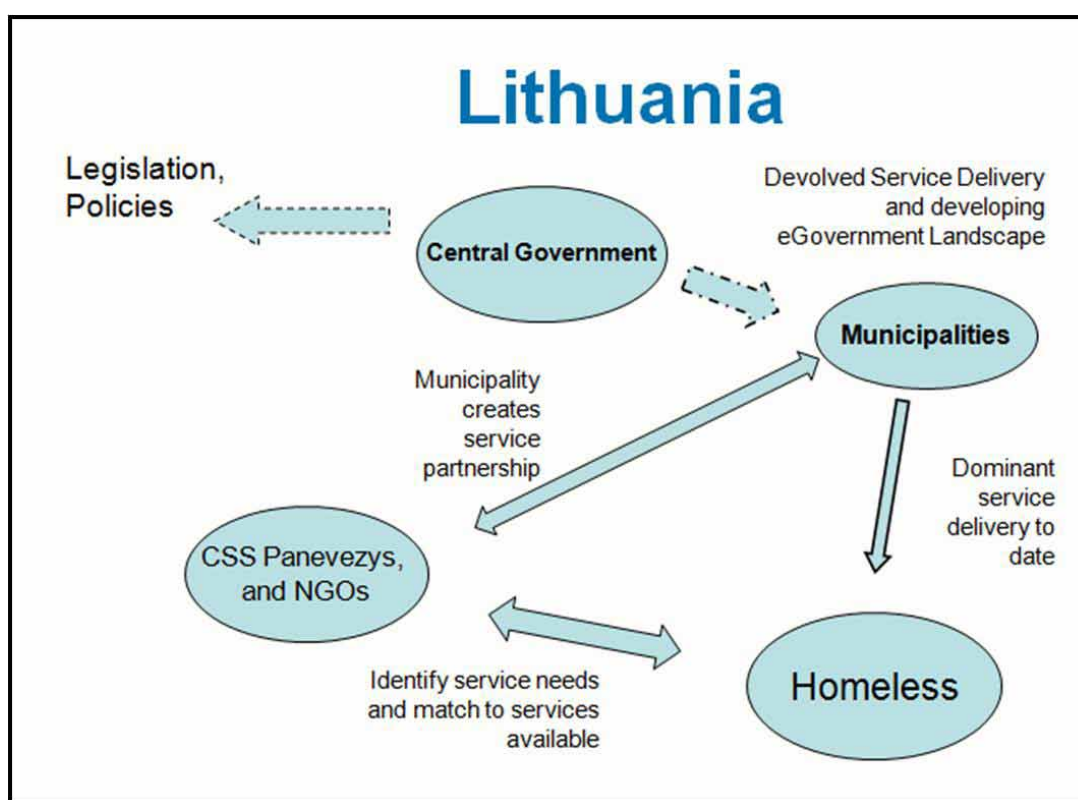 Lithuania
Legislation,
Policies
Central Government
Devolved Service Delivery
and developing
eGovernment Landscape
Municipalities
Municipality
creates
service
partnership
Dominant
service
delivery to
date
CSS Panevezys,
and NGOs
Identify service needs
and match to services
available
Homeless